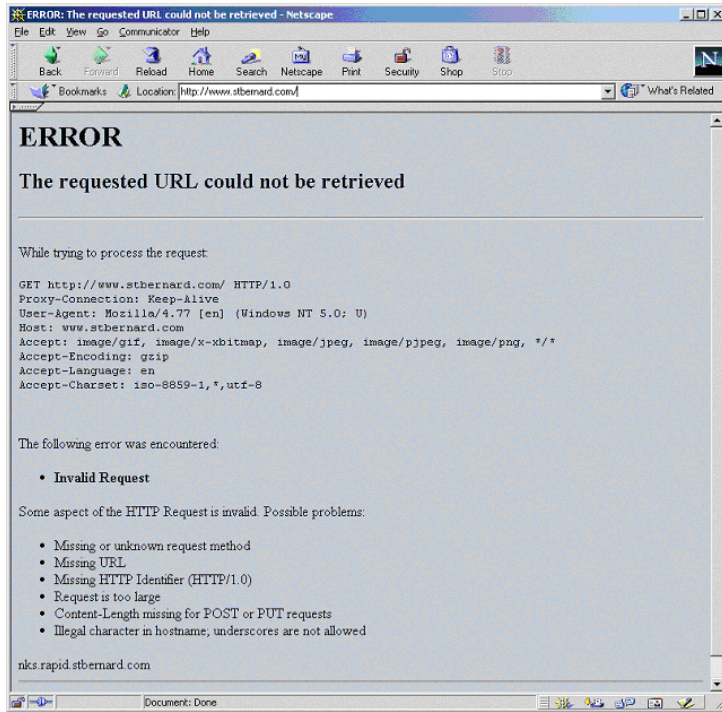 ERROR: The requested URL could not be retrieved - Netscape
File Edit View Go Communicator Help
Back Forward Reload Home Search Netscape Print Security Shop Stop
My
N
Bookmarks Location: http://www.stbernard.com/ What's Related
ERROR
The requested URL could not be retrieved
While trying to process the request:
GET http://www.stbernard.com/ HTTP/1.0
Proxy-Connection: Keep-Alive
User-Agent: Mozilla/4.77 [en] (Windows NT 5.0; U)
Host: www.stbernard.com
Accept: image/gif, image/x-xbitmap, image/jpeg, image/pjpeg, image/png, */*
Accept-Encoding: gzip
Accept-Language: en
Accept-Charset: iso-8859-1,*,utf-8
The following error was encountered:
• Invalid Request
Some aspect of the HTTP Request is invalid. Possible problems:
• Missing or unknown request method
• Missing URL
• Missing HTTP Identifier (HTTP/1.0)
• Request is too large
• Content-Length missing for POST or PUT requests
• Illegal character in hostname; underscores are not allowed
nks.rapid.stbernard.com
Document: Done